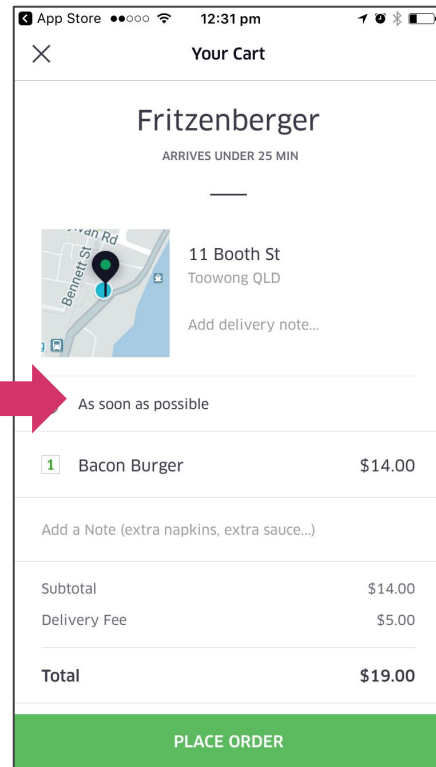 App Store
12:31 pm
Your Cart
Fritzenberger
ARRIVES UNDER 25 MIN
Rd
Bennett St
11 Booth St
Toowong QLD
Add delivery note...
As soon as possible
1 Bacon Burger $14.00
Add a Note (extra napkins, extra sauce...)
Subtotal $14.00
Delivery Fee $5.00
Total $19.00
PLACE ORDER